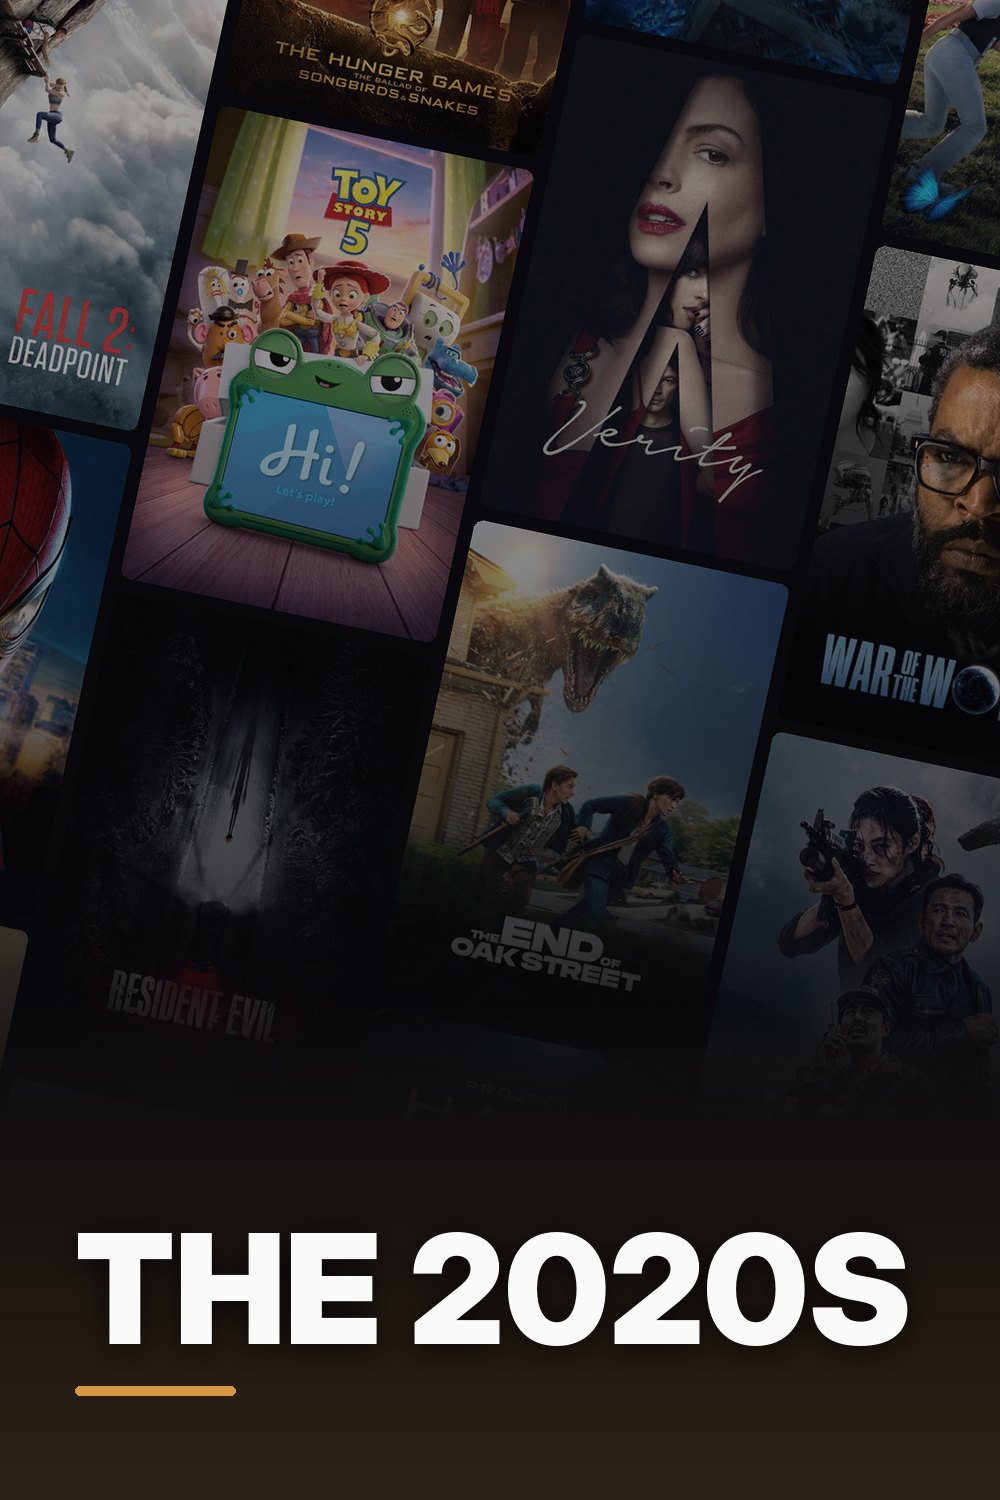 THE HUNGER GAMES
THE BALLAD OF
SONGBIRDS & SNAKES
TOY
STORY
5
FALL 2:
DEADPOINT
Hi!
Let's play!
Verity
WAR OF THE WO
THE END OF
OAK STREET
RESIDENT EVIL
PROJECT
THE 2020S